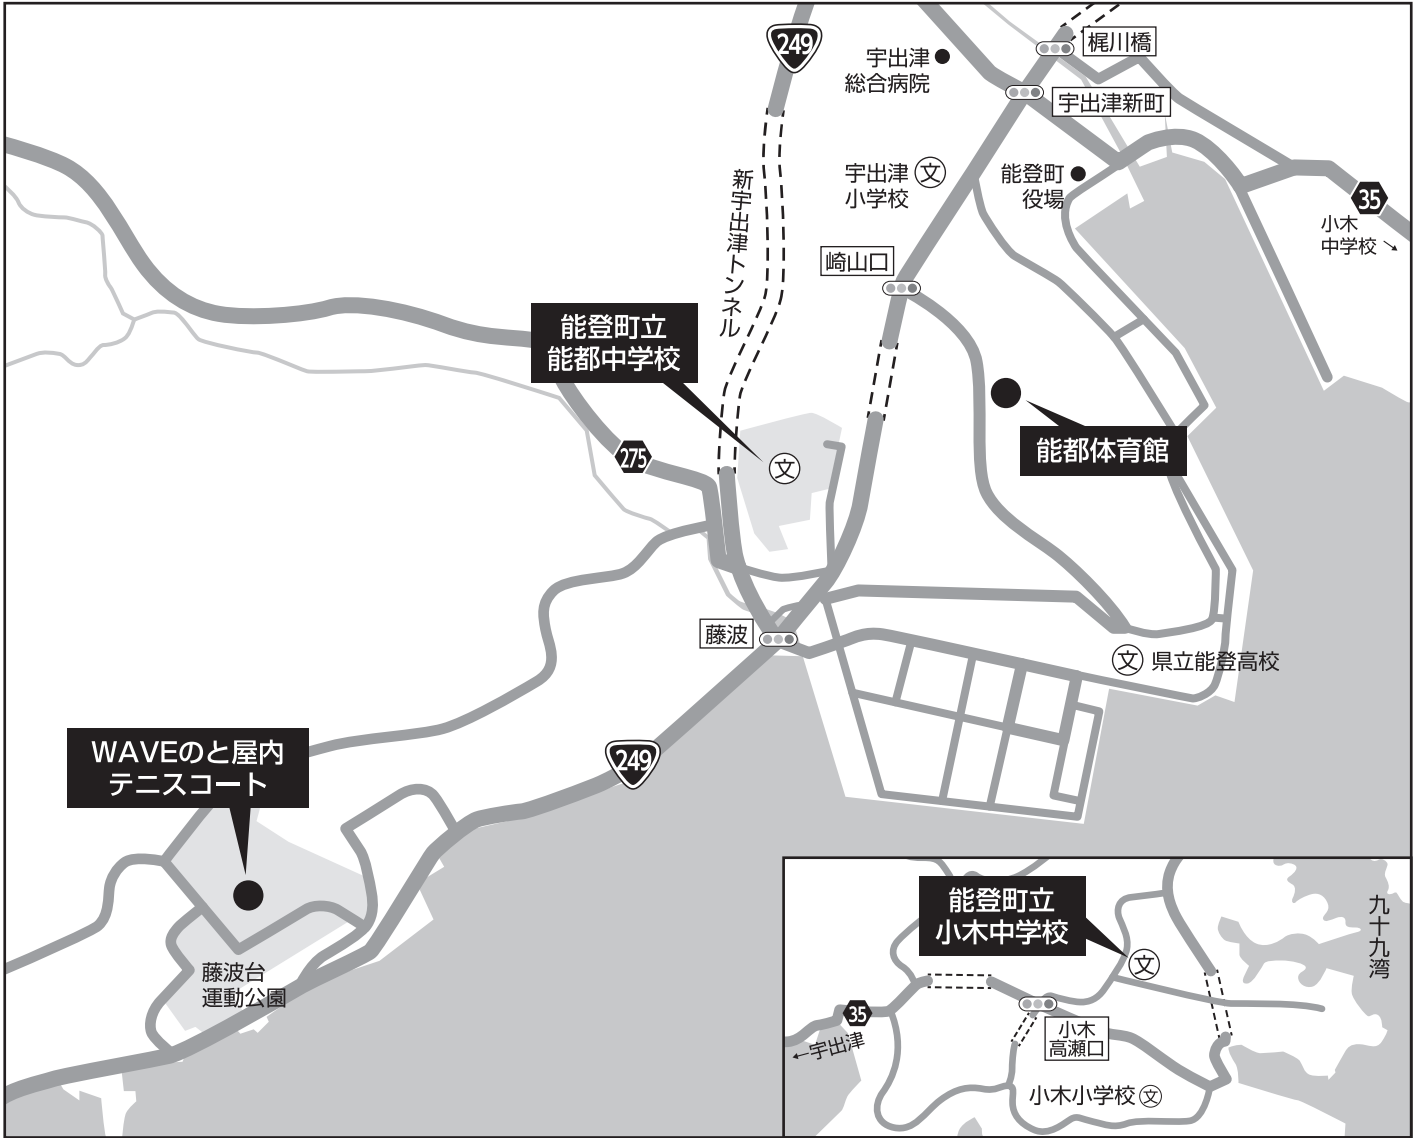 249
宇出津
総合病院
梶川橋
宇出津新町
新宇出津トンネル
宇出津
小学校
文
能登町
役場
35
小木
中学校→
崎山口
能登町立
能都中学校
275
文
能都体育館
藤波
文
県立能登高校
249
WAVEのと屋内
テニスコート
藤波台
運動公園
能登町立
小木中学校
文
九十九湾
35
←宇出津
小木
高瀬口
小木小学校
文